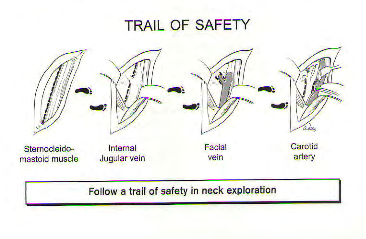 TRAIL OF SAFETY
Sternocleido-
mastoid muscle
Internal
Jugular vein
Facial
vein
Carotid
artery
Follow a trail of safety in neck exploration